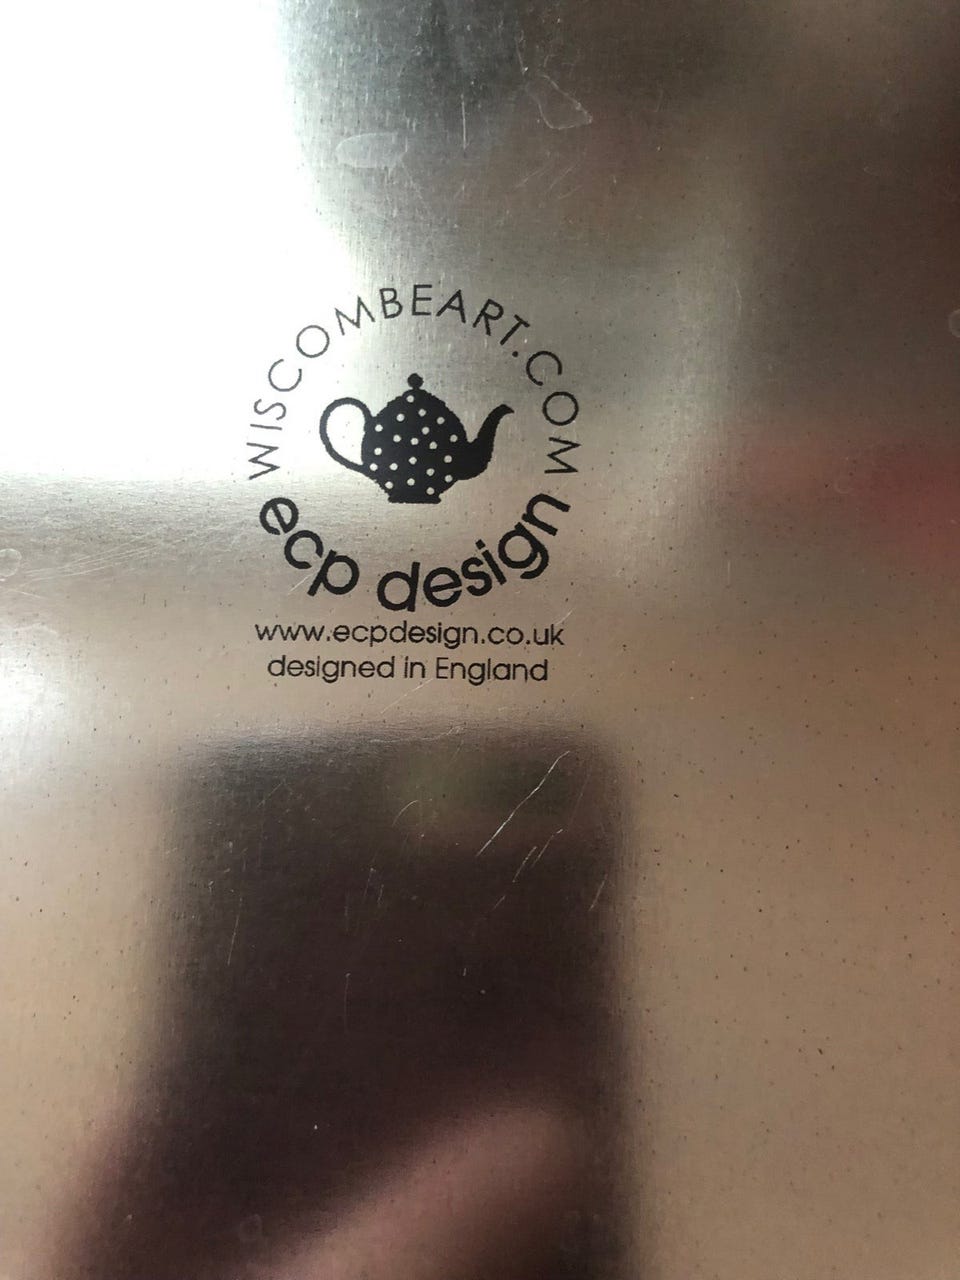 WISCOMBEART.COM
ecp design
www.ecpdesign.co.uk
designed in England